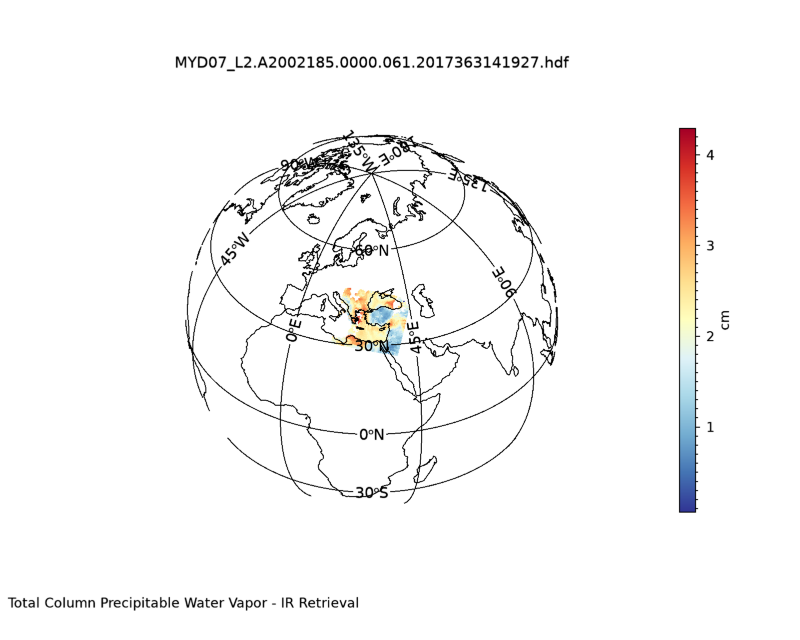 MYD07_L2.A2002185.0000.061.2017363141927.hdf
135°W
180°E
90°W
135°E
60°N
45°W
90°E
0°E
45°E
30°N
0°N
30°S
4
3
2
1
cm
Total Column Precipitable Water Vapor - IR Retrieval